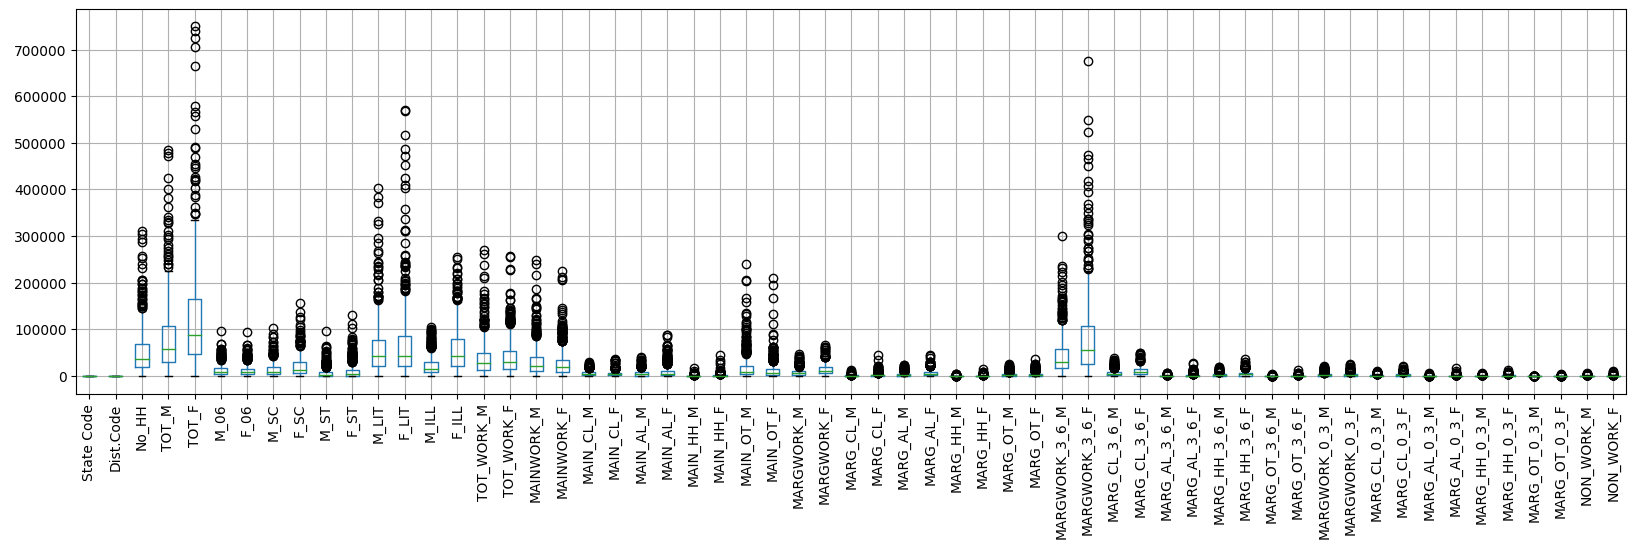 700000
600000
500000
400000
300000
200000
100000
0
State Code
Dist.Code
No_HH
TOT_M
TOT_F
M_06
F_06
M_SC
F_SC
M_ST
F_ST
M_LIT
F_LIT
M_ILL
F_ILL
TOT_WORK_M
TOT_WORK_F
MAINWORK_M
MAINWORK_F
MAIN_CL_M
MAIN_CL_F
MAIN_AL_M
MAIN_AL_F
MAIN_HH_M
MAIN_HH_F
MAIN_OT_M
MAIN_OT_F
MARGWORK_M
MARGWORK_F
MARG_CL_M
MARG_CL_F
MARG_AL_M
MARG_AL_F
MARG_HH_M
MARG_HH_F
MARG_OT_M
MARG_OT_F
MARGWORK_3_6_M
MARGWORK_3_6_F
MARG_CL_3_6_M
MARG_CL_3_6_F
MARG_AL_3_6_M
MARG_AL_3_6_F
MARG_HH_3_6_M
MARG_HH_3_6_F
MARG_OT_3_6_M
MARG_OT_3_6_F
MARGWORK_0_3_M
MARGWORK_0_3_F
MARG_CL_0_3_M
MARG_CL_0_3_F
MARG_AL_0_3_M
MARG_AL_0_3_F
MARG_HH_0_3_M
MARG_HH_0_3_F
MARG_OT_0_3_M
MARG_OT_0_3_F
NON_WORK_M
NON_WORK_F